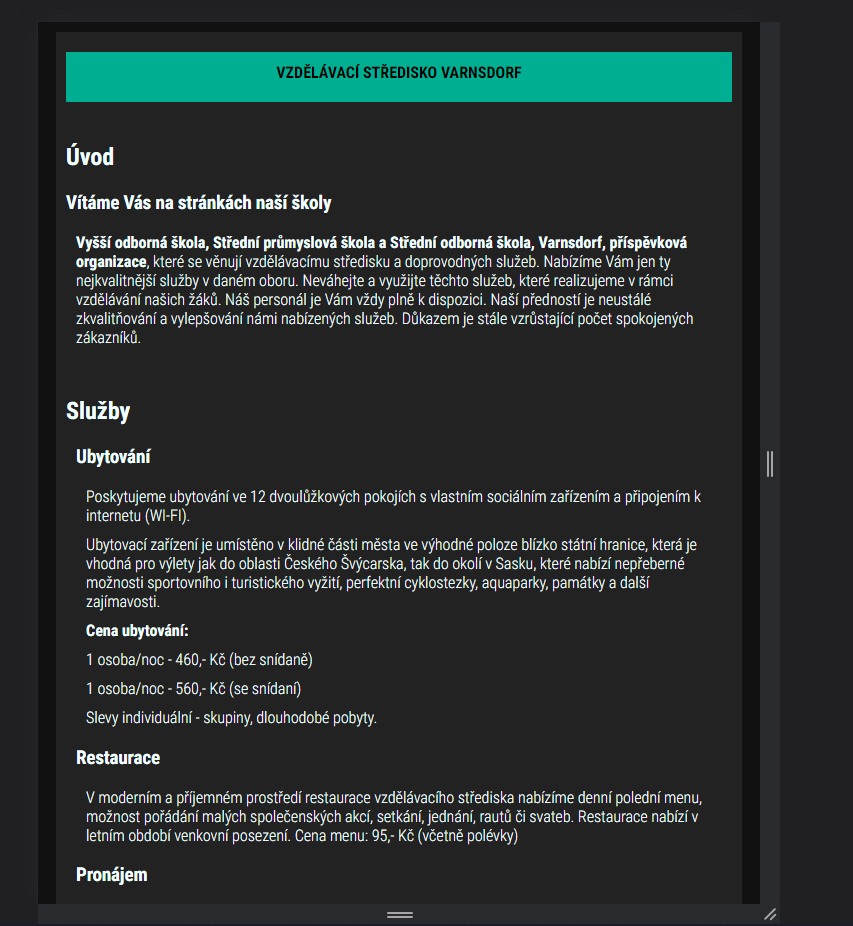 VZDĚLÁVACÍ STŘEDISKO VARNSDORF
Úvod
Vítáme Vás na stránkách naší školy
Vyšší odborná škola, Střední průmyslová škola a Střední odborná škola, Varnsdorf, příspěvková
organizace, které se věnují vzdělávacímu středisku a doprovodných služeb. Nabízíme Vám jen ty
nejkvalitnější služby v daném oboru. Neváhejte a využijte těchto služeb, které realizujeme v rámci
vzdělávání našich žáků. Náš personál je Vám vždy plně k dispozici. Naší předností je neustálé
zkvalitňování a vylepšování námi nabízených služeb. Důkazem je stále vzrůstající počet spokojených
zákazníků.
Služby
Ubytování
Poskytujeme ubytování ve 12 dvoulůžkových pokojích s vlastním sociálním zařízením a připojením k
internetu (WI-FI).
Ubytovací zařízení je umístěno v klidné části města ve výhodné poloze blízko státní hranice, která je
vhodná pro výlety jak do oblasti Českého Švýcarska, tak do okolí v Sasku, které nabízí nepřeberné
možnosti sportovního i turistického vyžití, perfektní cyklostezky, aquaparky, památky a další
zajímavosti.
Cena ubytování:
1 osoba/noc - 460,- Kč (bez snídaně)
1 osoba/noc - 560,- Kč (se snídaní)
Slevy individuální - skupiny, dlouhodobé pobyty.
Restaurace
V moderním a příjemném prostředí restaurace vzdělávacího střediska nabízíme denní polední menu,
možnost pořádání malých společenských akcí, setkání, jednání, rautů či svateb. Restaurace nabízí v
letním období venkovní posezení. Cena menu: 95,- Kč (včetně polévky)
Pronájem